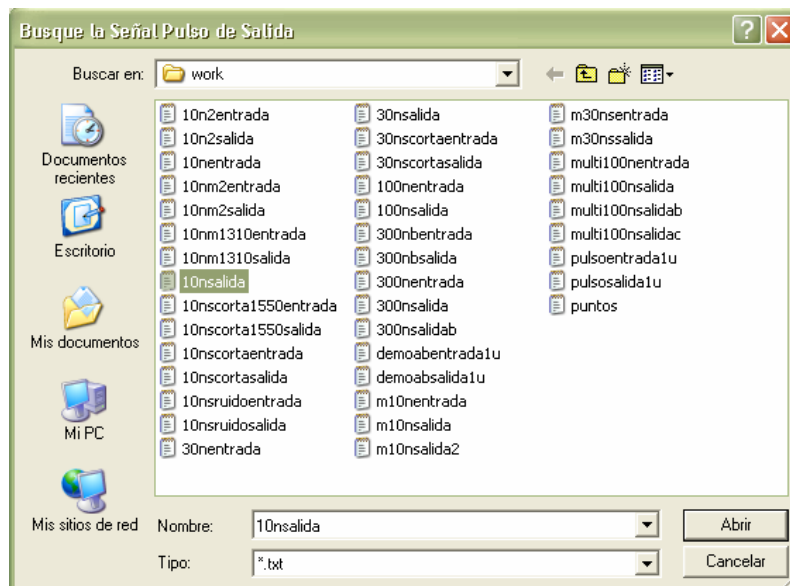 Busque la Señal Pulso de Salida
Buscar en: work
Documentos recientes
Escritorio
Mis documentos
Mi PC
Mis sitios de red
10n2entrada
10n2salida
10nentrada
10nm2entrada
10nm2salida
10nm1310entrada
10nm1310salida
10nsalida
10nscorta1550entrada
10nscorta1550salida
10nscortaentrada
10nscortasalida
10nsruidoentrada
10nsruidosalida
30nentrada
30nsalida
30nscortaentrada
30nscortasalida
100nentrada
100nsalida
300nbentrada
300nbsalida
300nentrada
300nsalida
300nsalidab
demoabentrada1u
demoabsalida1u
m10nentrada
m10nsalida
m10nsalida2
m30nsentrada
m30nssalida
multi100nentrada
multi100nsalida
multi100nsalidab
multi100nsalidac
pulsoentrada1u
pulsosalida1u
puntos
Nombre: 10nsalida Abrir
Tipo: *.txt Cancelar